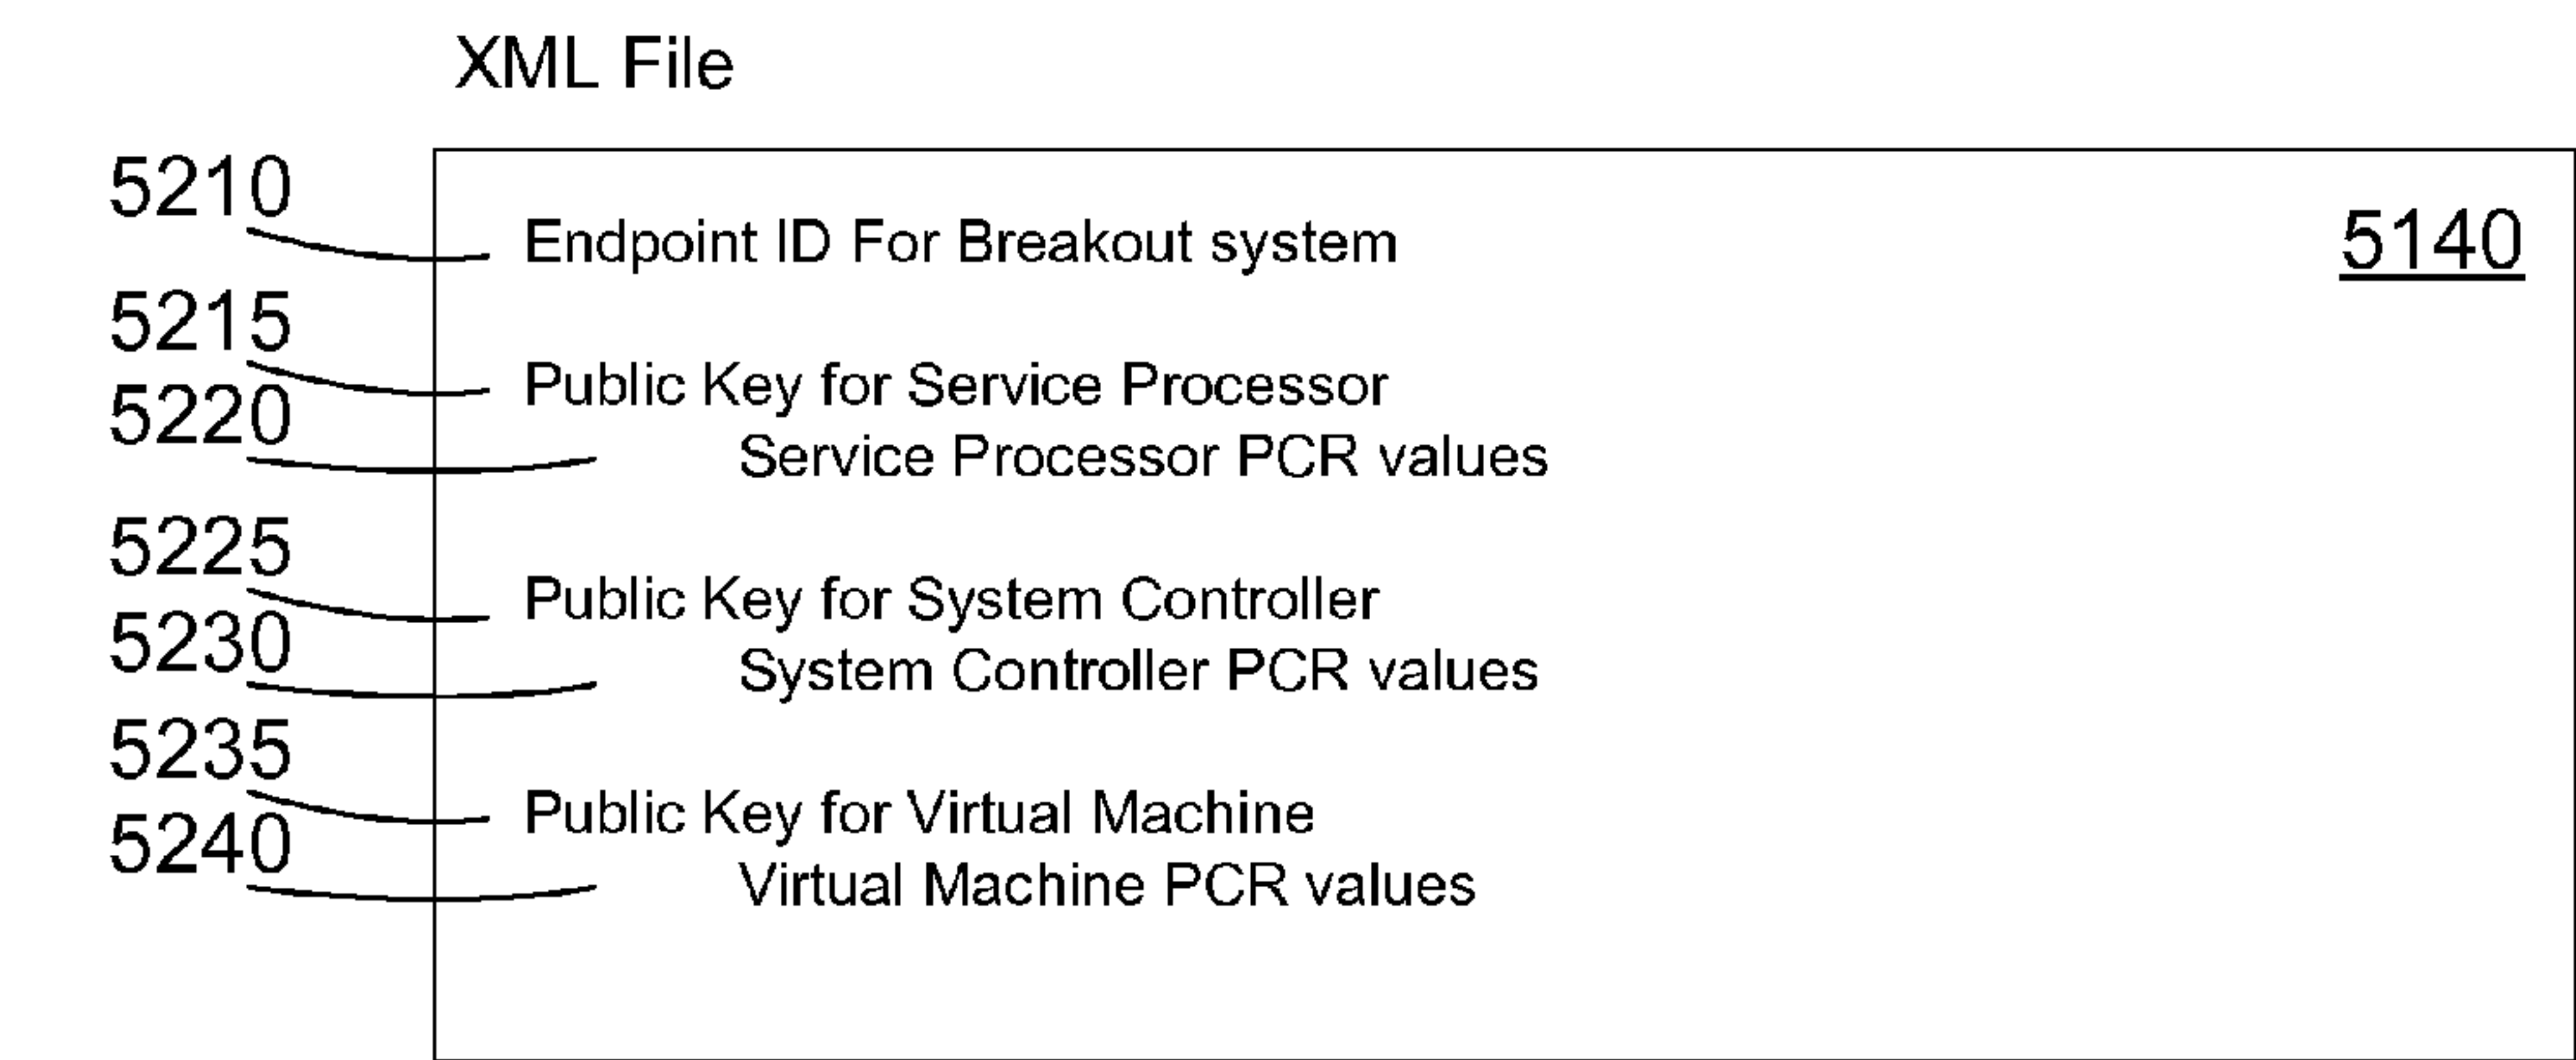 XML File
5210
Endpoint ID For Breakout system
5140
5215
Public Key for Service Processor
5220
Service Processor PCR values
5225
Public Key for System Controller
5230
System Controller PCR values
5235
Public Key for Virtual Machine
5240
Virtual Machine PCR values